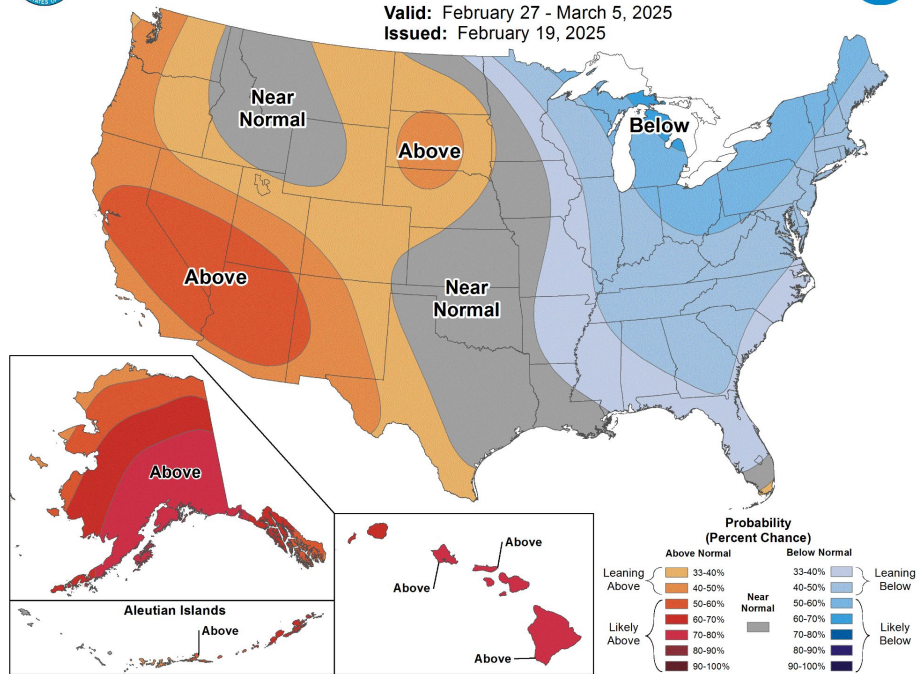 Valid: February 27 - March 5, 2025
Issued: February 19, 2025
Near
Normal
Above
Below
Above
Near
Normal
Above
Aleutian Islands
Above
Above
Above
Above
Probability
(Percent Chance)
Above Normal
Below Normal
Leaning
Above
33-40%
40-50%
Likely
Above
50-60%
60-70%
70-80%
80-90%
90-100%
Near
Normal
33-40%
40-50%
Leaning
Below
50-60%
60-70%
70-80%
80-90%
90-100%
Likely
Below